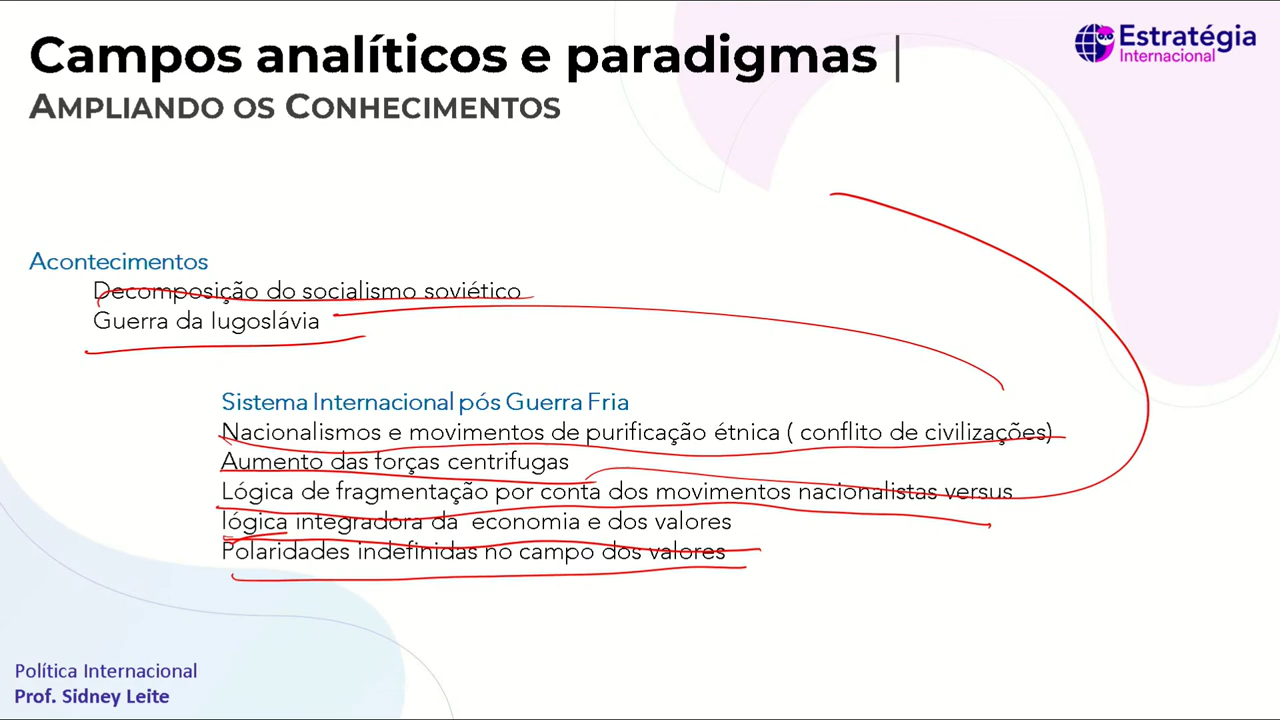 Campos analíticos e paradigmas |
AMPLIANDO OS CONHECIMENTOS
Estratégia
Internacional
Acontecimentos
Decomposição do socialismo soviético
Guerra da Iugoslávia
Sistema Internacional pós Guerra Fria
Nacionalismos e movimentos de purificação étnica ( conflito de civilizações)
Aumento das forças centrifugas
Lógica de fragmentação por conta dos movimentos nacionalistas versus
lógica integradora da economia e dos valores
Polaridades indefinidas no campo dos valores
Política Internacional
Prof. Sidney Leite